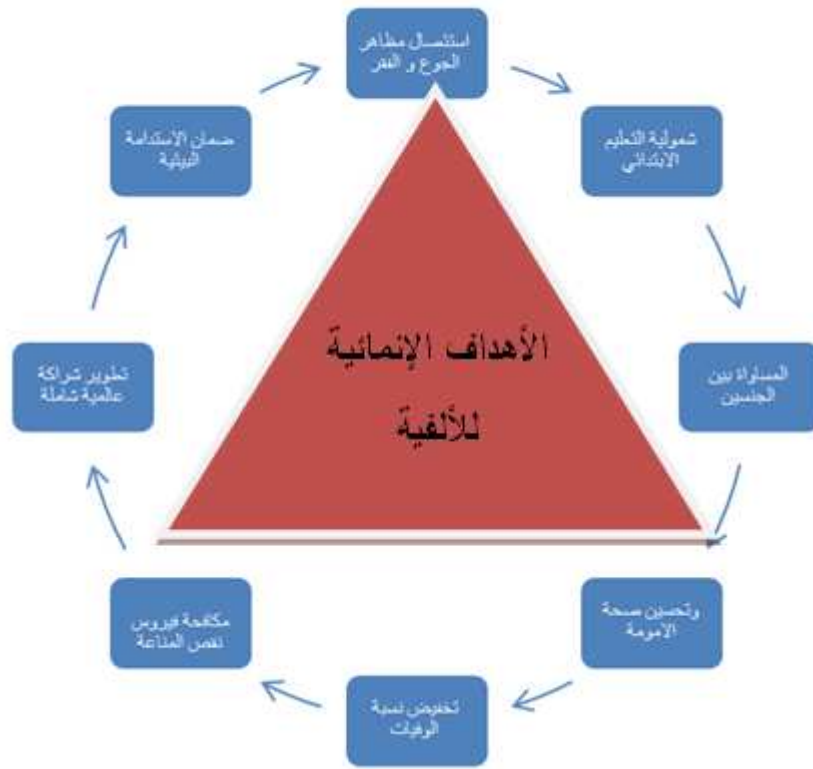 استئصال مظاهر
الجوع و الفقر
شمولية التعليم
الابتدائي
المساواة بين
الجنسين
وتحسين صحة
الامومة
تخفيض نسبة
الوفيات
مكافحة فيروس
نقص المناعة
تطوير شراكة
عالمية شاملة
ضمان الاستدامة
البيئية
الأهداف الإنمائية
للألفية